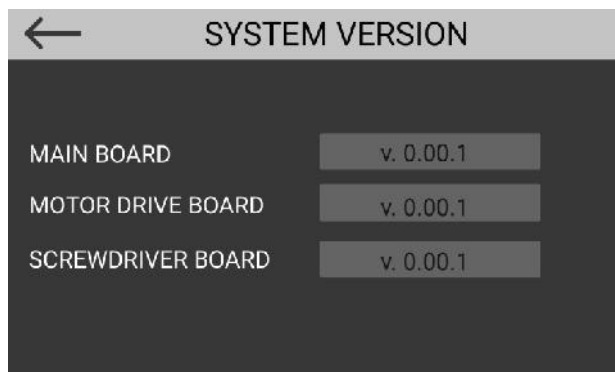 SYSTEM VERSION
MAIN BOARD v. 0.00.1
MOTOR DRIVE BOARD v. 0.00.1
SCREWDRIVER BOARD v. 0.00.1